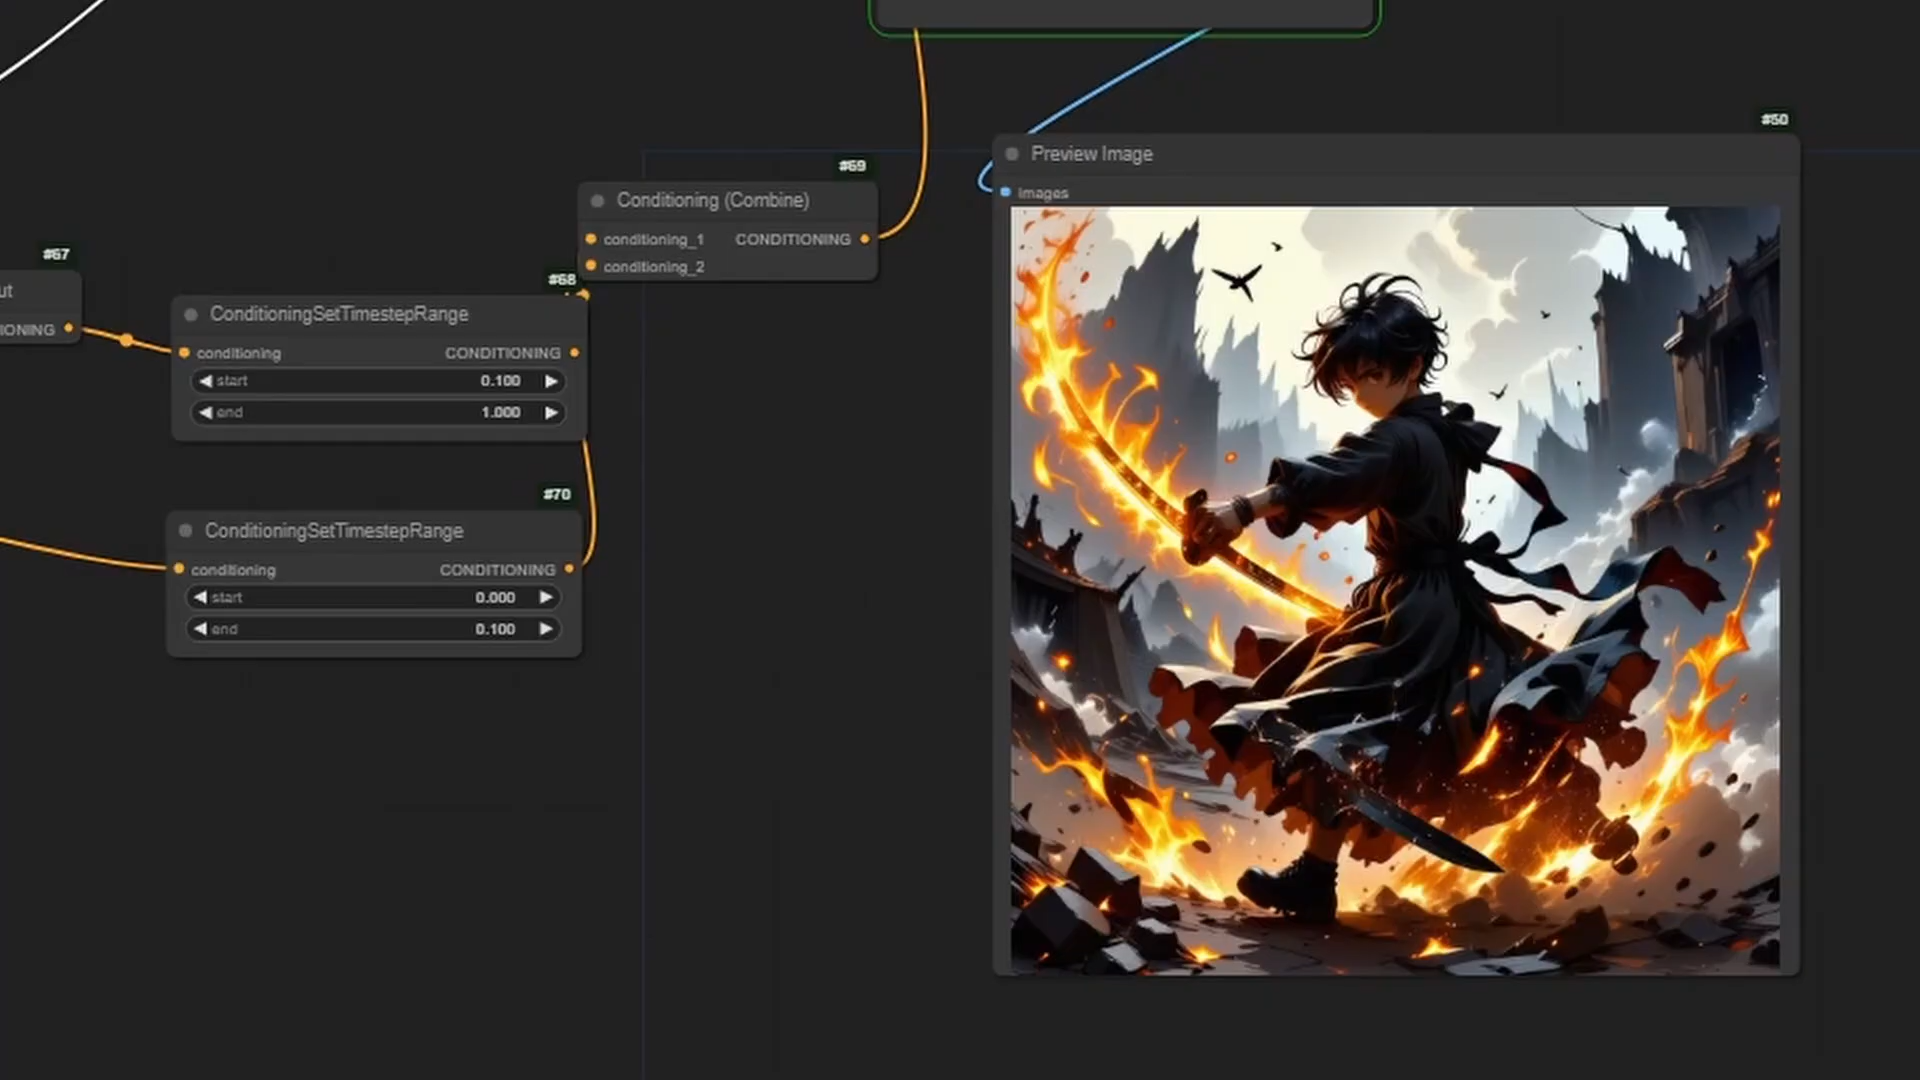 #50
Preview Image
images
#69
Conditioning (Combine)
conditioning_1 CONDITIONING
conditioning_2
#67
ut
IONING
#68
ConditioningSetTimestepRange
conditioning CONDITIONING
start 0.100
end 1.000
#70
ConditioningSetTimestepRange
conditioning CONDITIONING
start 0.000
end 0.100